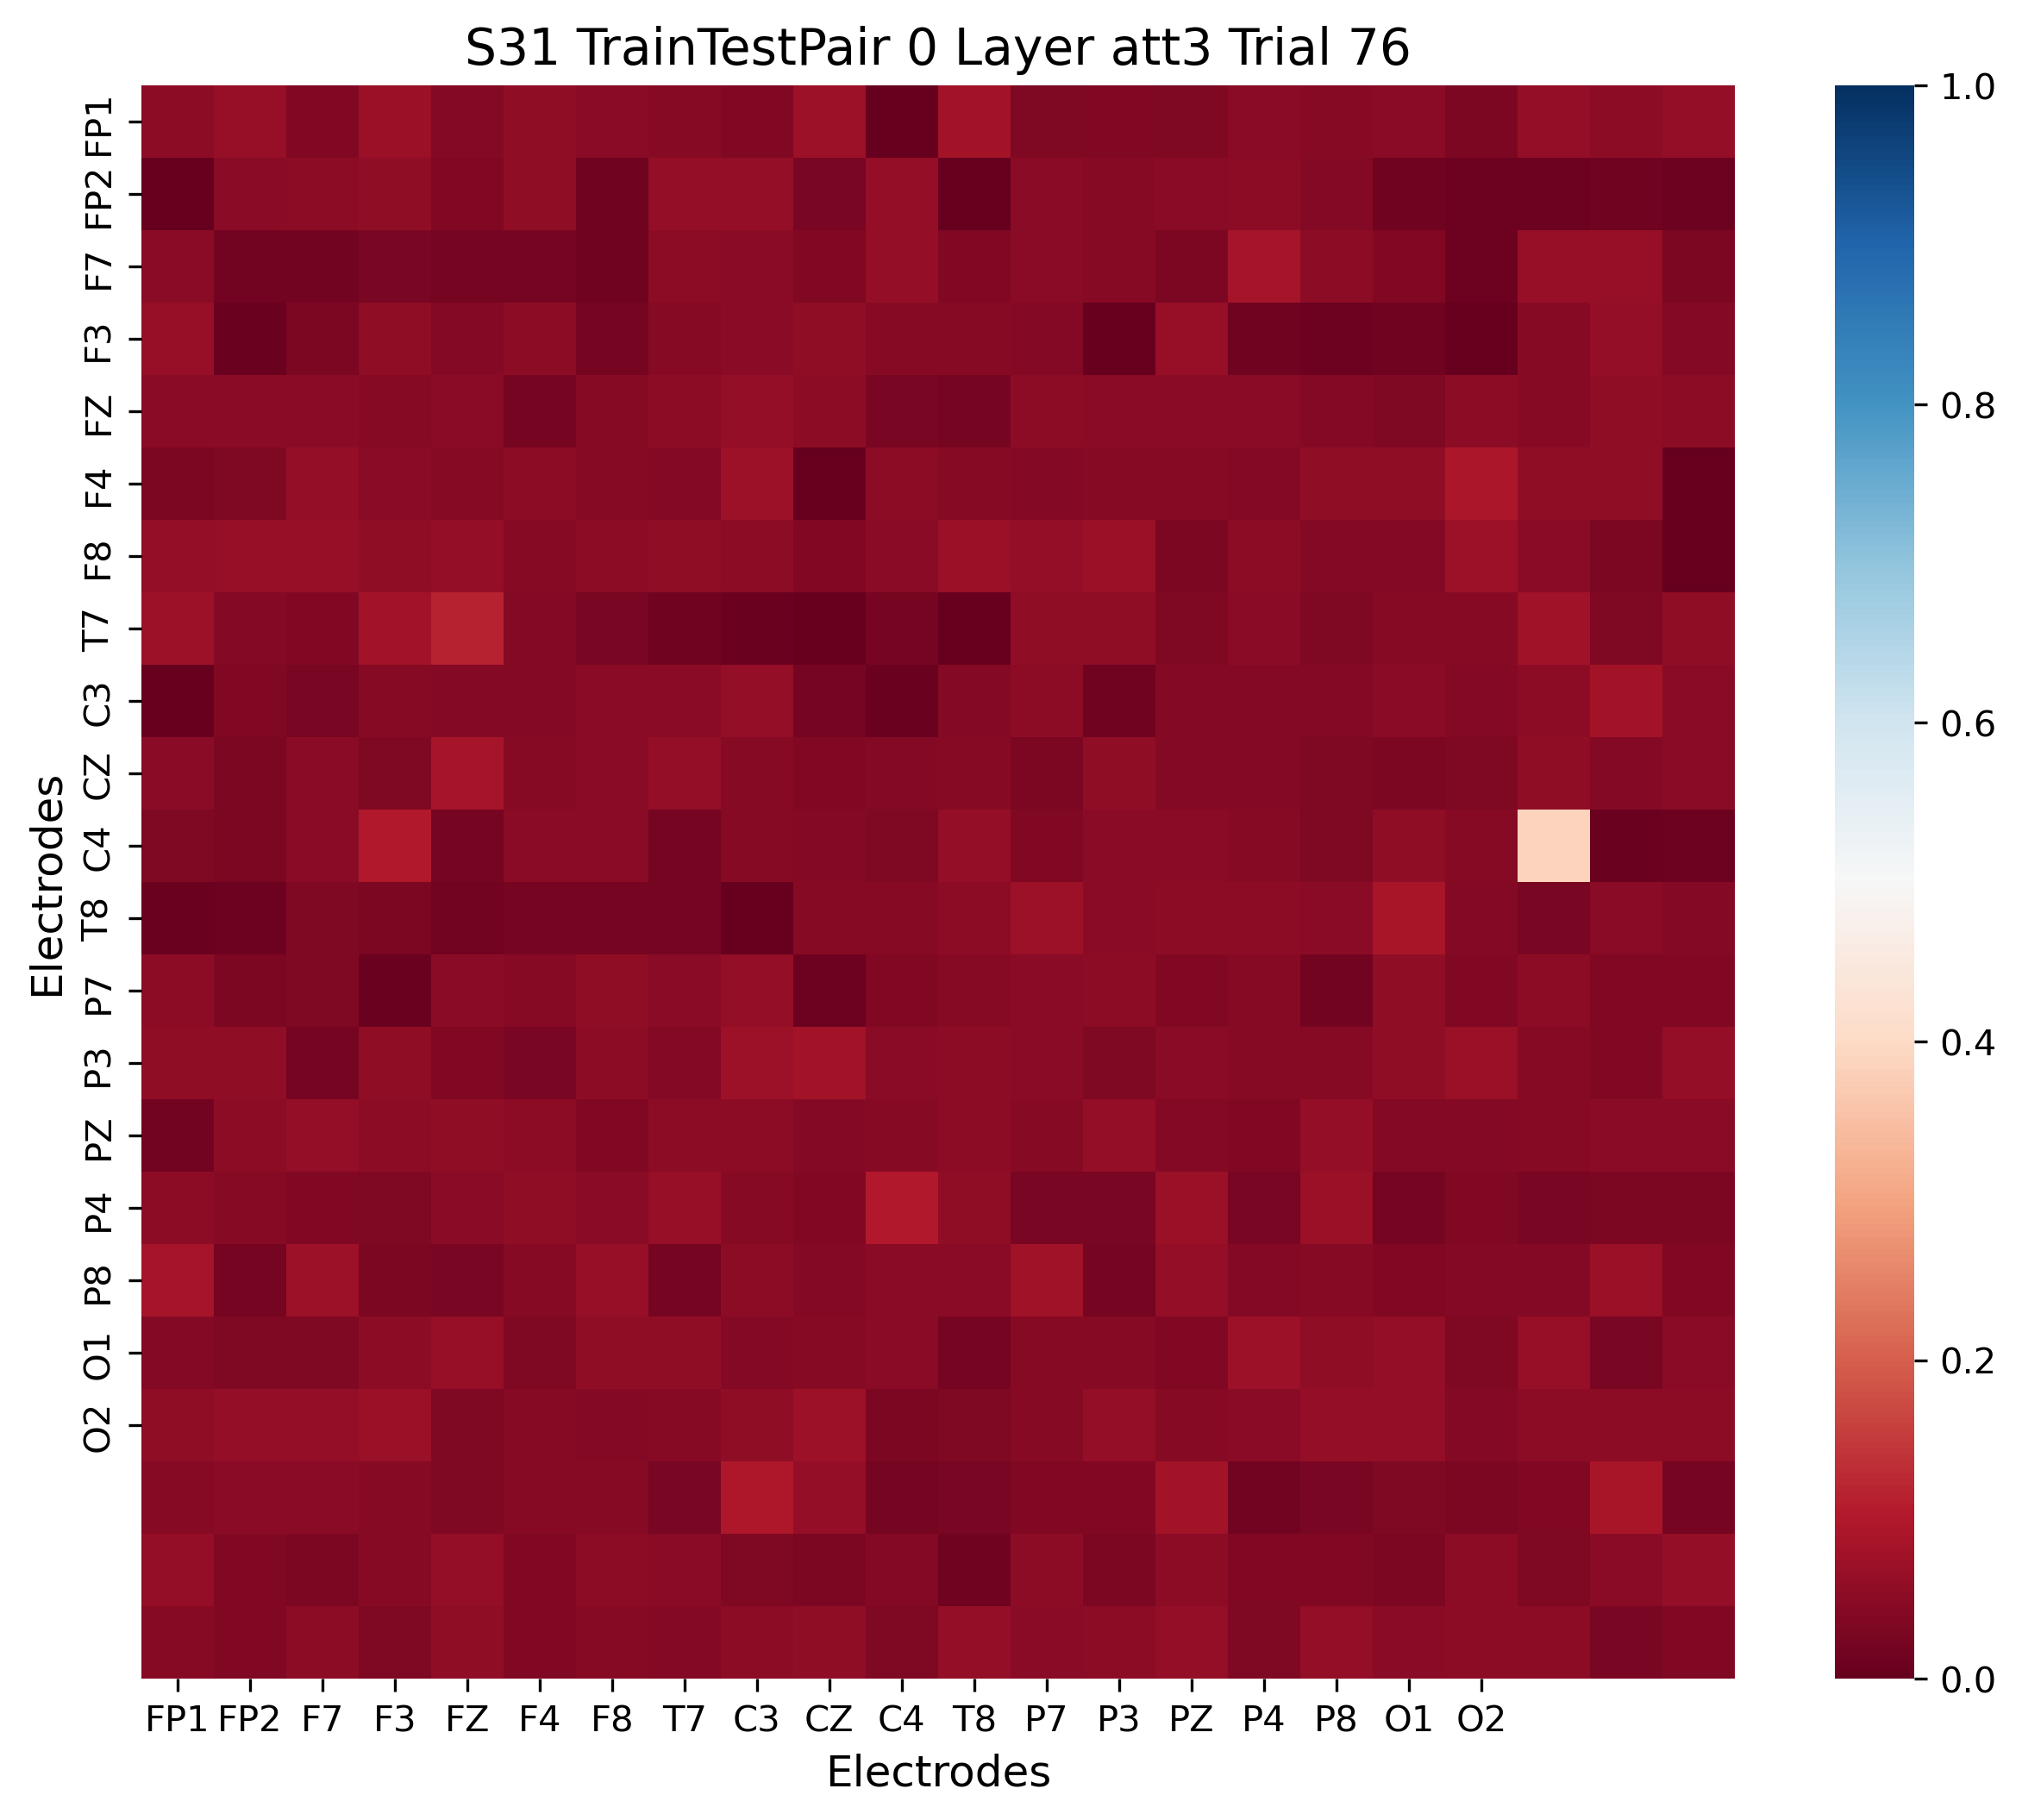 S31 TrainTestPair 0 Layer att3 Trial 76
Electrodes
FP1
FP2
F7
F3
FZ
F4
F8
T7
C3
CZ
C4
T8
P7
P3
PZ
P4
P8
O1
O2
FP1 FP2 F7 F3 FZ F4 F8 T7 C3 CZ C4 T8 P7 P3 PZ P4 P8 O1 O2
Electrodes
1.0
0.8
0.6
0.4
0.2
0.0